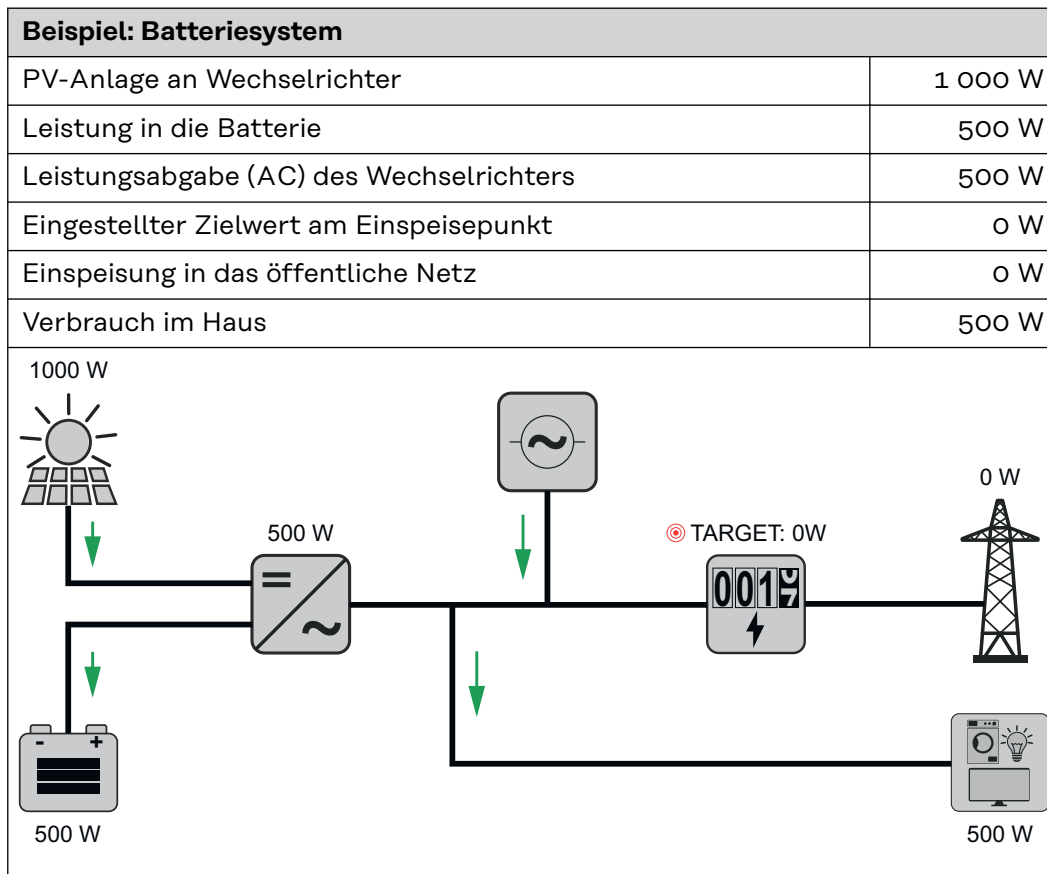 Beispiel: Batteriesystem
PV-Anlage an Wechselrichter 1 000 W
Leistung in die Batterie 500 W
Leistungsabgabe (AC) des Wechselrichters 500 W
Eingestellter Zielwert am Einspeisepunkt 0 W
Einspeisung in das öffentliche Netz 0 W
Verbrauch im Haus 500 W
1000 W
0 W
500 W
TARGET: 0W
001
- +
500 W
500 W